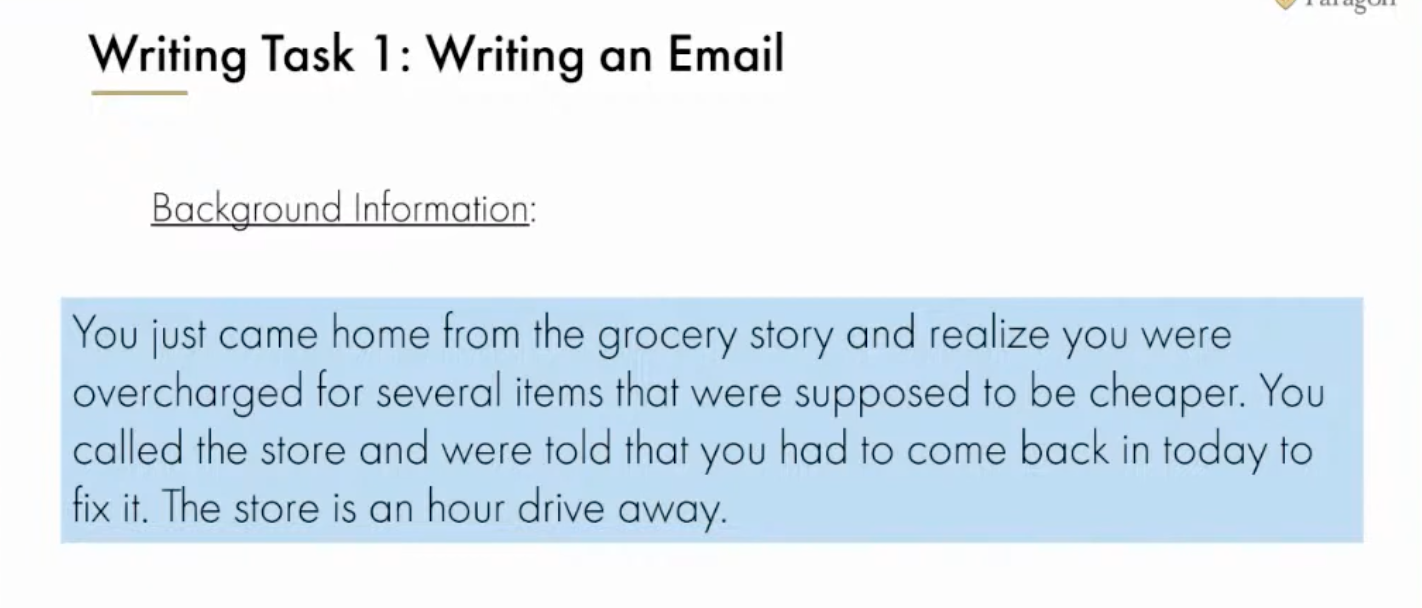 Writing Task 1: Writing an Email
Background Information:
You just came home from the grocery story and realize you were
overcharged for several items that were supposed to be cheaper. You
called the store and were told that you had to come back in today to
fix it. The store is an hour drive away.